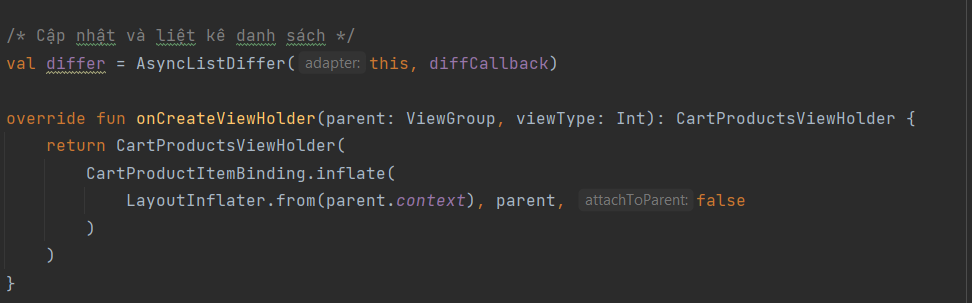 /* Cập nhật và liệt kê danh sách */
val differ = AsyncListDiffer( adapter: this, diffCallback)
override fun onCreateViewHolder(parent: ViewGroup, viewType: Int): CartProductsViewHolder {
return CartProductsViewHolder(
CartProductItemBinding.inflate(
LayoutInflater.from(parent.context), parent, attachToParent: false
)
)
}